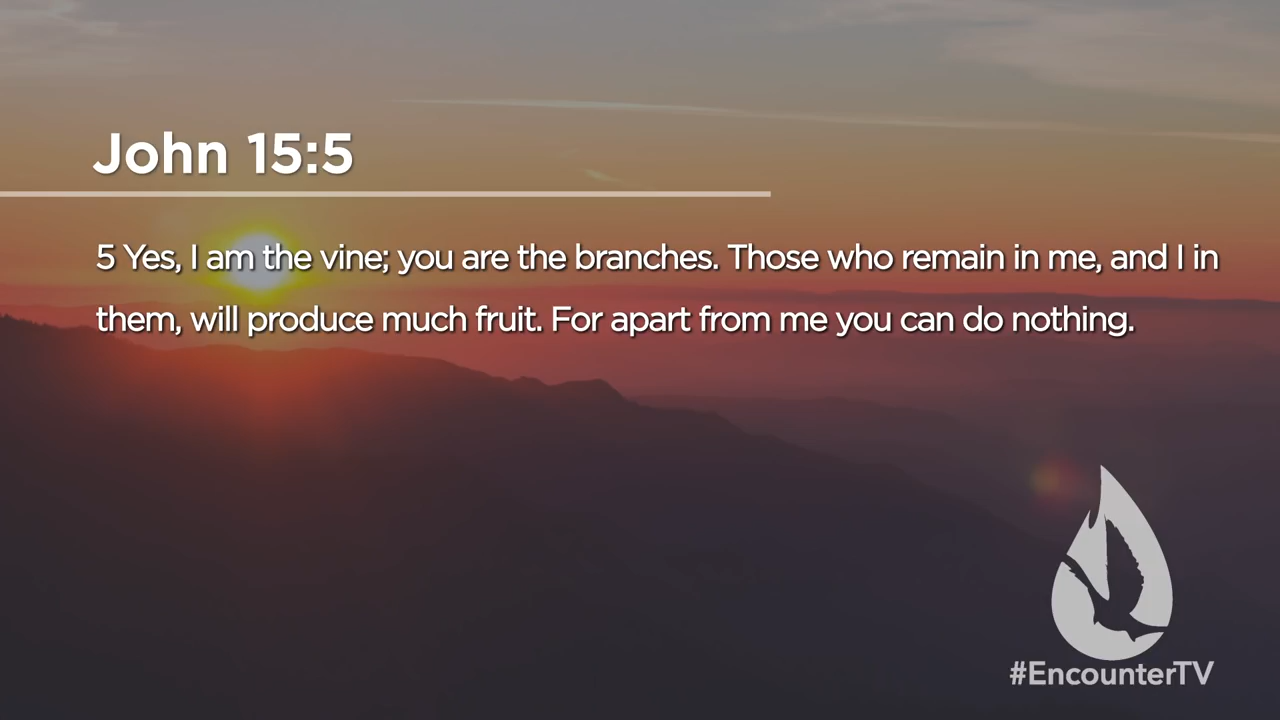 John 15:5
5 Yes, I am the vine; you are the branches. Those who remain in me, and I in
them, will produce much fruit. For apart from me you can do nothing.
#EncounterTV